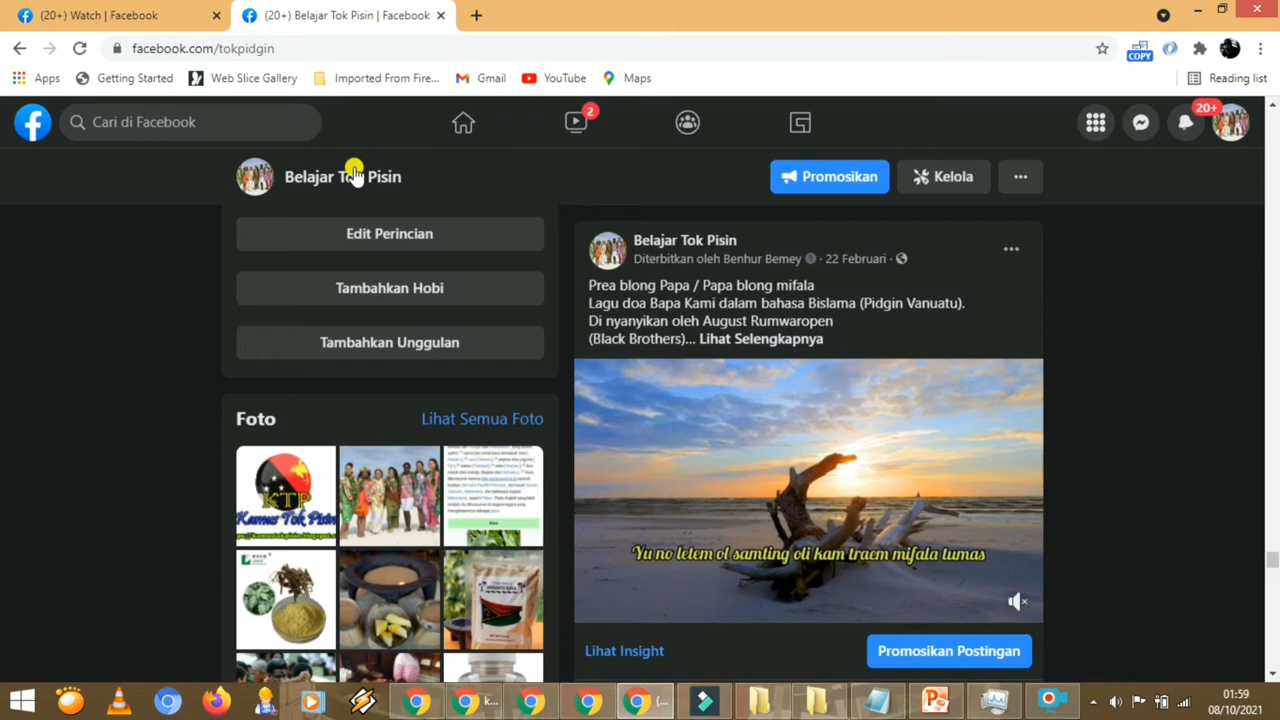 (20+) Watch | Facebook
(20+) Belajar Tok Pisin | Facebook
facebook.com/tokpidgin
COPY
Apps
Getting Started
Web Slice Gallery
Imported From Fire...
Gmail
YouTube
Maps
Reading list
Cari di Facebook
2
20+
Belajar Tok Pisin
Promosikan
Kelola
Edit Perincian
Tambahkan Hobi
Tambahkan Unggulan
Foto
Lihat Semua Foto
KTP
Kamus Tok Pisin
Belajar Tok Pisin
Diterbitkan oleh Benhur Bemey · 22 Februari ·
Prea blong Papa / Papa blong mifala
Lagu doa Bapa Kami dalam bahasa Bislama (Pidgin Vanuatu).
Di nyanyikan oleh August Rumwaropen
(Black Brothers)... Lihat Selengkapnya
Yu no letem ol samting oli kam traem mifala tumas
Lihat Insight
Promosikan Postingan
k...
(...
01:59
08/10/2021